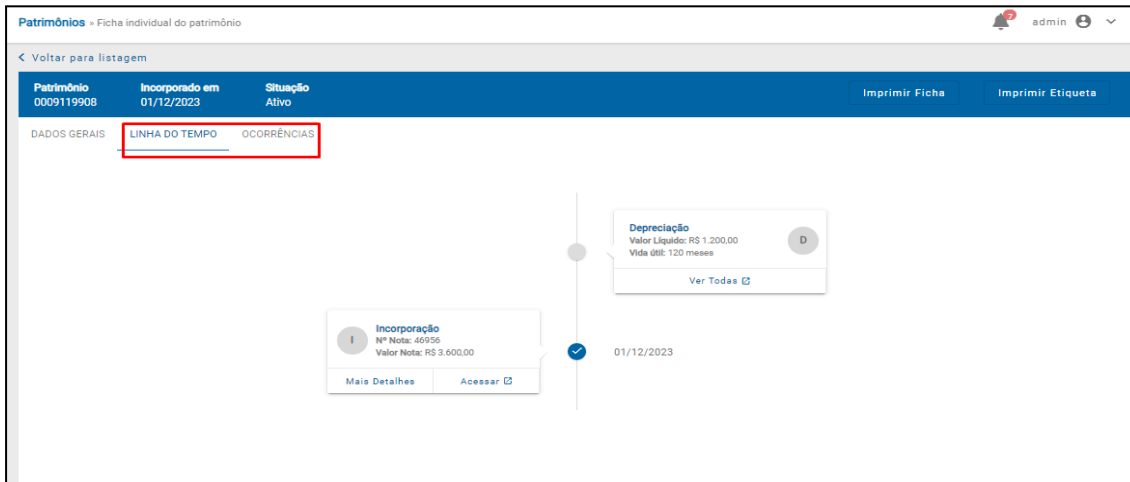 Patrimônios » Ficha individual do patrimônio
7
admin
Voltar para listagem
Patrimônio
0009119908
Incorporado em
01/12/2023
Situação
Ativo
Imprimir Ficha
Imprimir Etiqueta
DADOS GERAIS
LINHA DO TEMPO
OCORRÊNCIAS
Depreciação
Valor Líquido: R$ 1.200,00
Vida útil: 120 meses
D
Ver Todas
I
Incorporação
Nº Nota: 46956
Valor Nota: R$ 3.600,00
Mais Detalhes
Acessar
01/12/2023